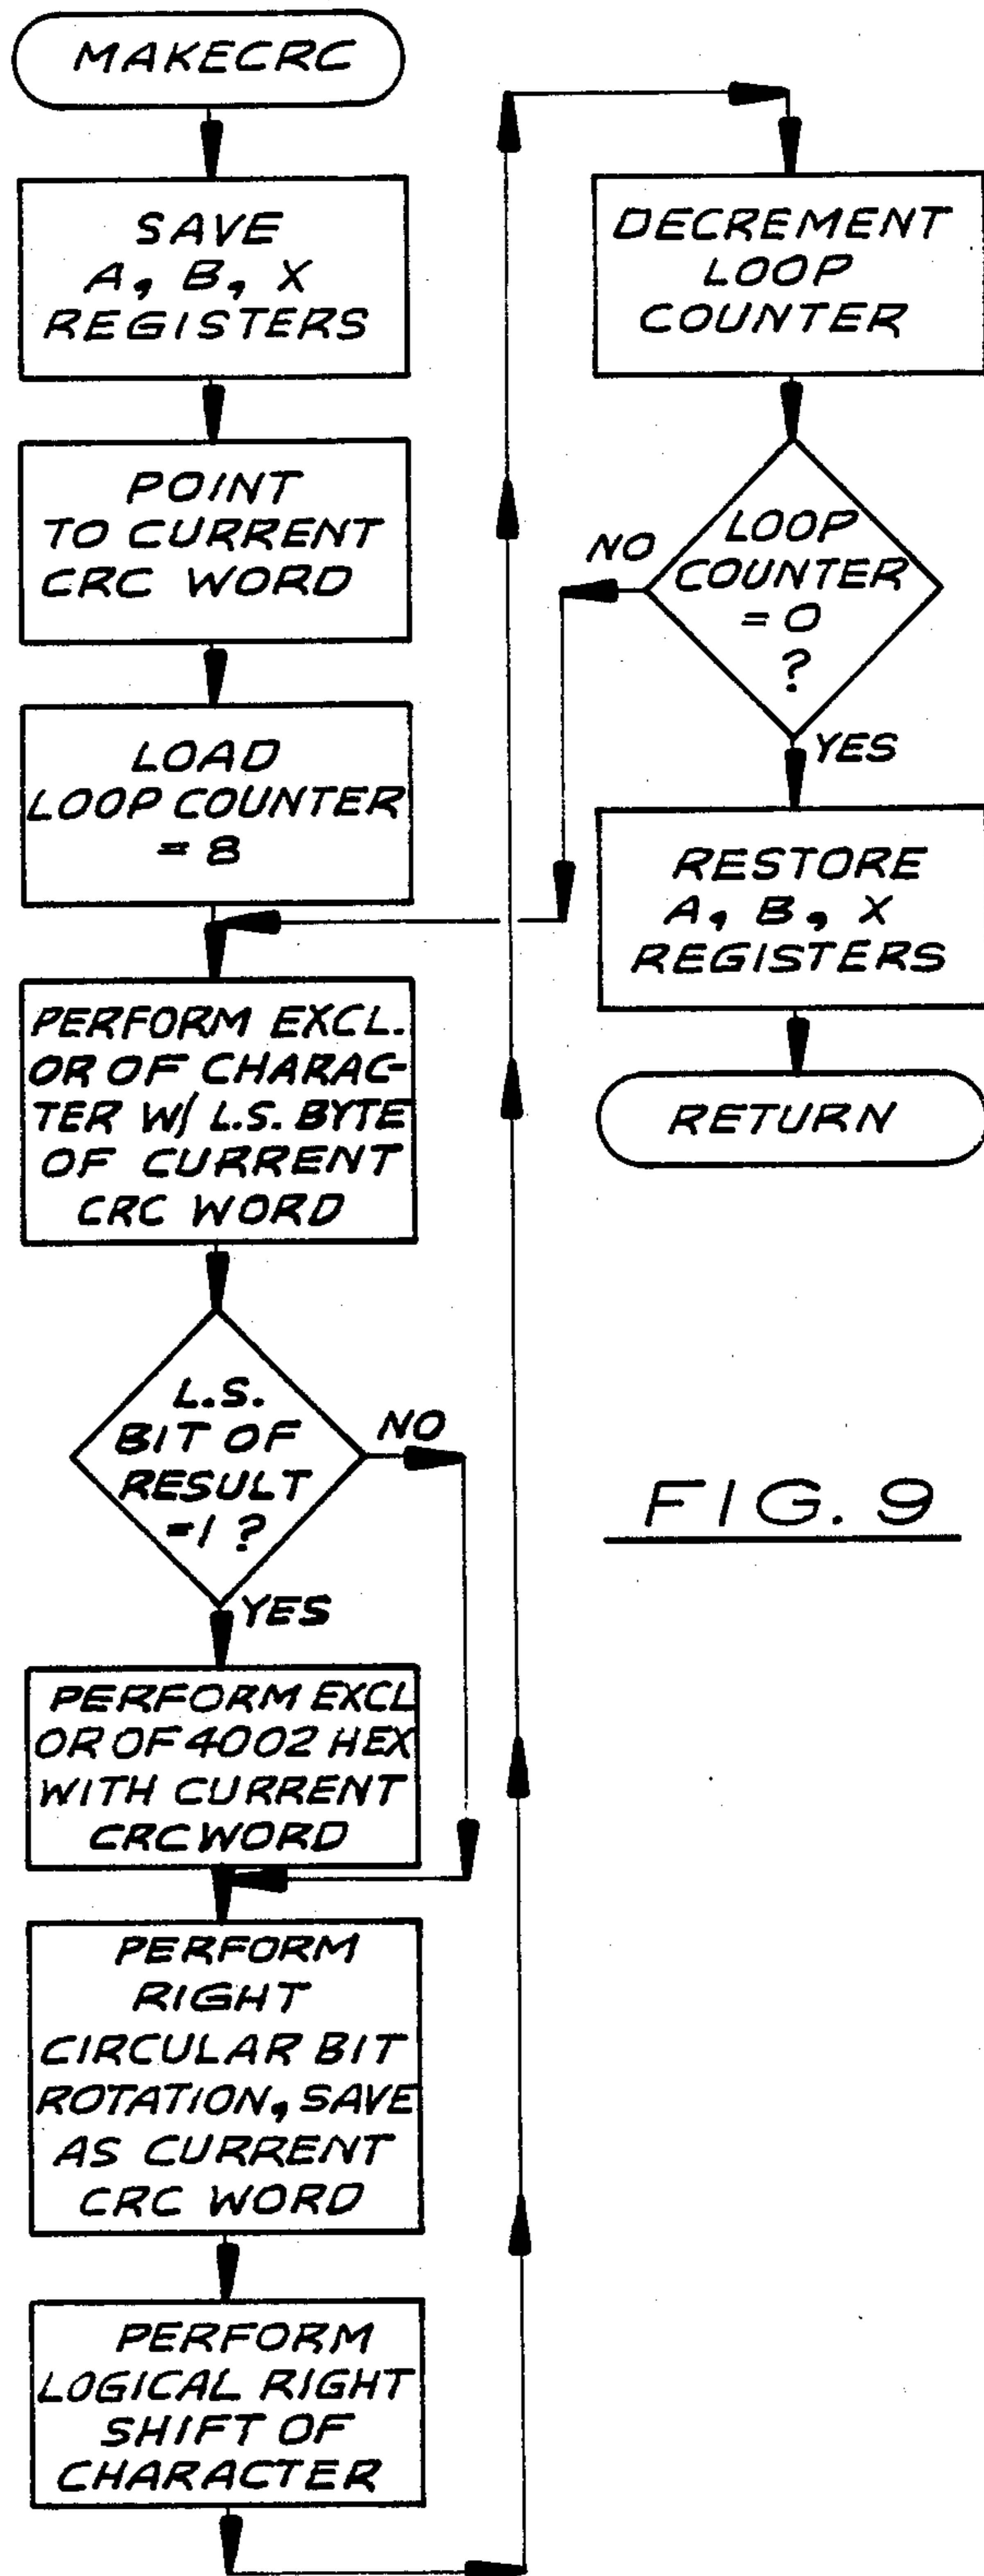 MAKECRC
SAVE
A, B, X
REGISTERS
POINT
TO CURRENT
CRC WORD
LOAD
LOOP COUNTER
= 8
PERFORM EXCL.
OR OF CHARAC-
TER W/ L.S. BYTE
OF CURRENT
CRC WORD
L.S.
BIT OF
RESULT
=1 ?
NO
YES
PERFORM EXCL
OR OF 4002 HEX
WITH CURRENT
CRC WORD
PERFORM
RIGHT
CIRCULAR BIT
ROTATION, SAVE
AS CURRENT
CRC WORD
PERFORM
LOGICAL RIGHT
SHIFT OF
CHARACTER
DECREMENT
LOOP
COUNTER
LOOP
COUNTER
= 0
?
NO
YES
RESTORE
A, B, X
REGISTERS
RETURN
FIG. 9